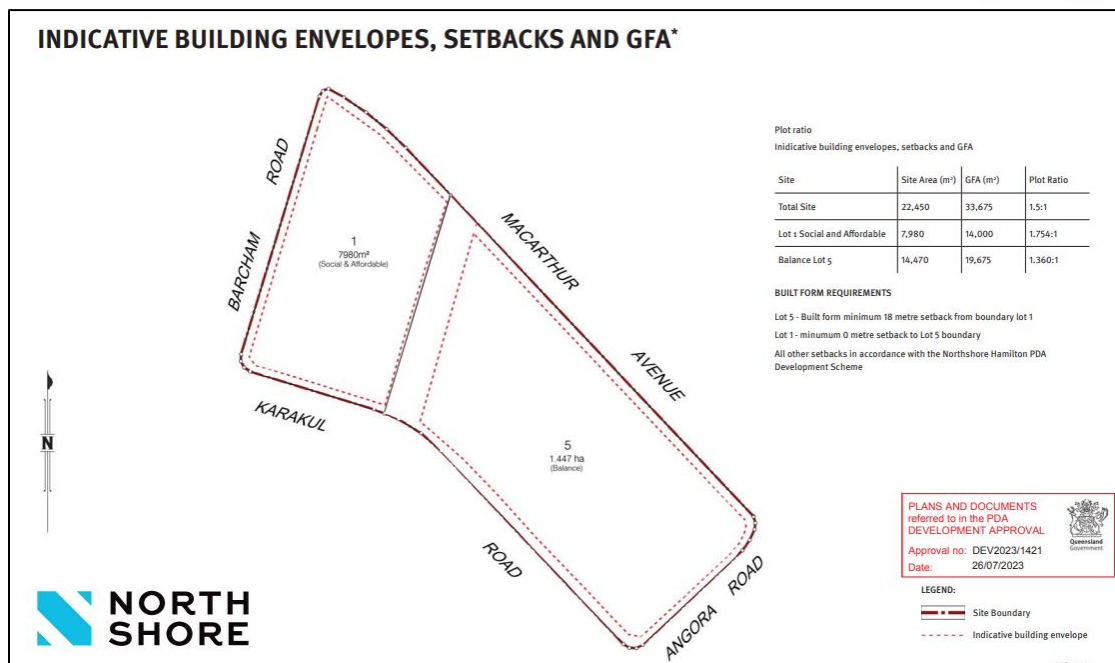 INDICATIVE BUILDING ENVELOPES, SETBACKS AND GFA*
BARCHAM ROAD
1
7980m²
(Social & Affordable)
MACARTHUR AVENUE
KARAKUL ROAD
5
1.447 ha
(Balance)
ANGORA ROAD
N
Plot ratio
Inidicative building envelopes, setbacks and GFA
Site Site Area (m²) GFA (m²) Plot Ratio
Total Site 22,450 33,675 1.5:1
Lot 1 Social and Affordable 7,980 14,000 1.754:1
Balance Lot 5 14,470 19,675 1.360:1
BUILT FORM REQUIREMENTS
Lot 5 - Built form minimum 18 metre setback from boundary lot 1
Lot 1 - minumum 0 metre setback to Lot 5 boundary
All other setbacks in accordance with the Northshore Hamilton PDA
Development Scheme
PLANS AND DOCUMENTS
referred to in the PDA
DEVELOPMENT APPROVAL
Approval no: DEV2023/1421
Date: 26/07/2023
Queensland
Government
LEGEND:
Site Boundary
Indicative building envelope
NORTH
SHORE